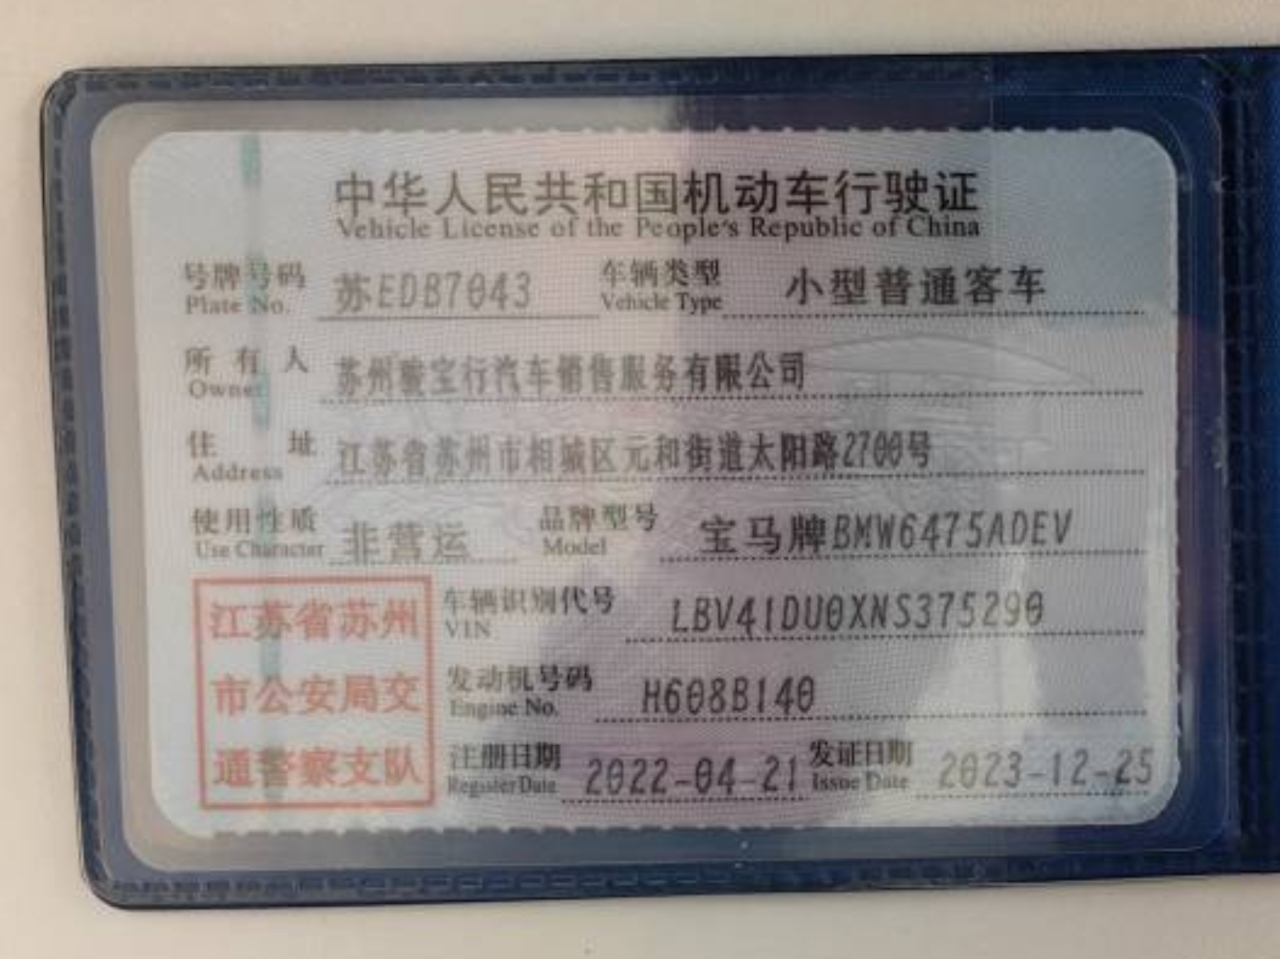 中华人民共和国机动车行驶证
Vehicle License of the People's Republic of China
号牌号码 苏EDB7043 车辆类型 小型普通客车
Plate No. Vehicle Type
所有人 苏州骏宝行汽车销售服务有限公司
Owner
住址 江苏省苏州市相城区元和街道太阳路2700号
Address
使用性质 非营运 品牌型号 宝马牌BMW6475ADEV
Use Character Model
江苏省苏州 车辆识别代号 LBV41DU0XNS375290
VIN
市公安局交 发动机号码 H608B140
Engine No.
通警察支队 注册日期 2022-04-21 发证日期 2023-12-25
Register Date Issue Date